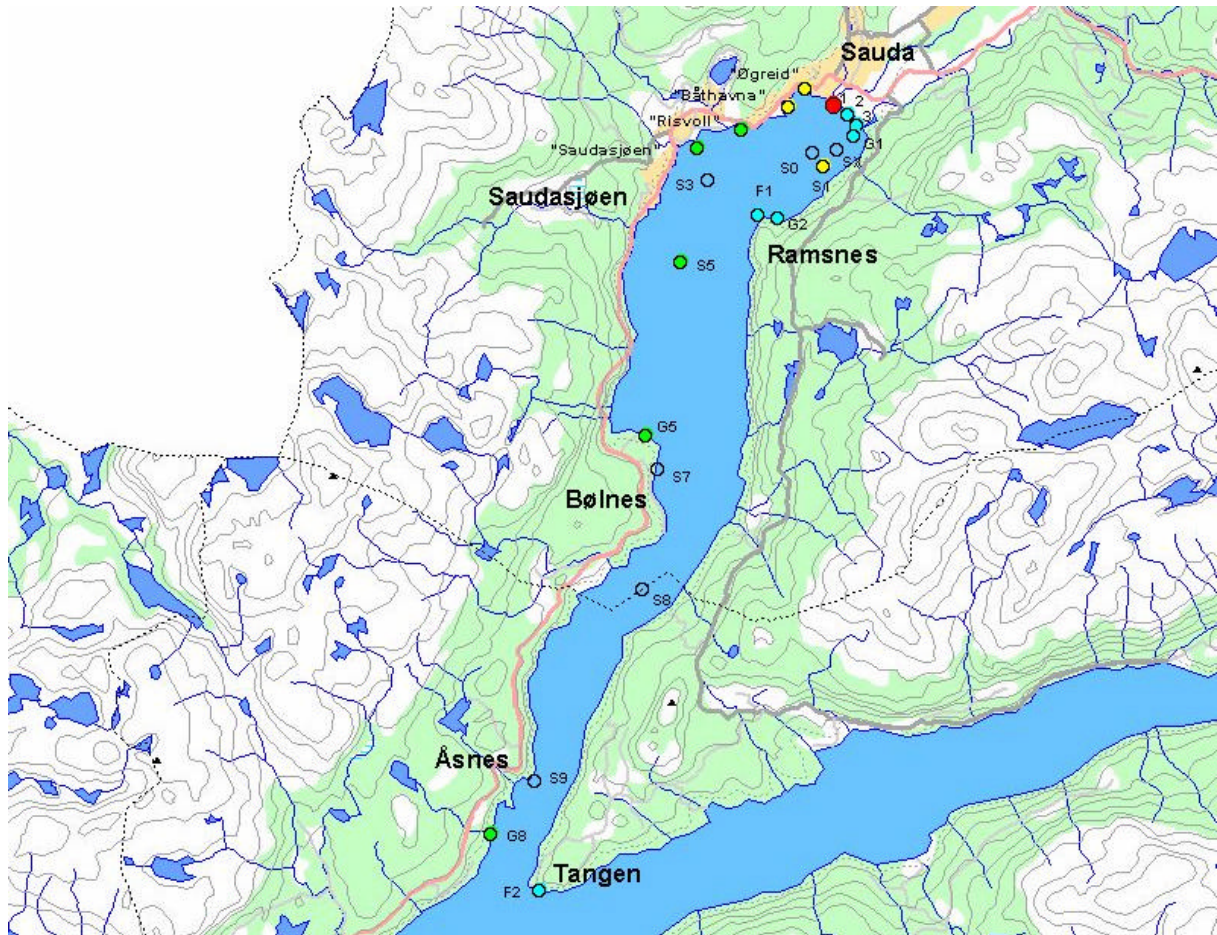 Sauda
"Øgreid"
"Båthavna"
1
2
"Risvoll"
3
G1
"Saudasjøen"
S0
S1
S3
F1
Saudasjøen
G2
Ramsnes
S5
G5
S7
Bølnes
S8
Åsnes
S9
G8
Tangen
F2